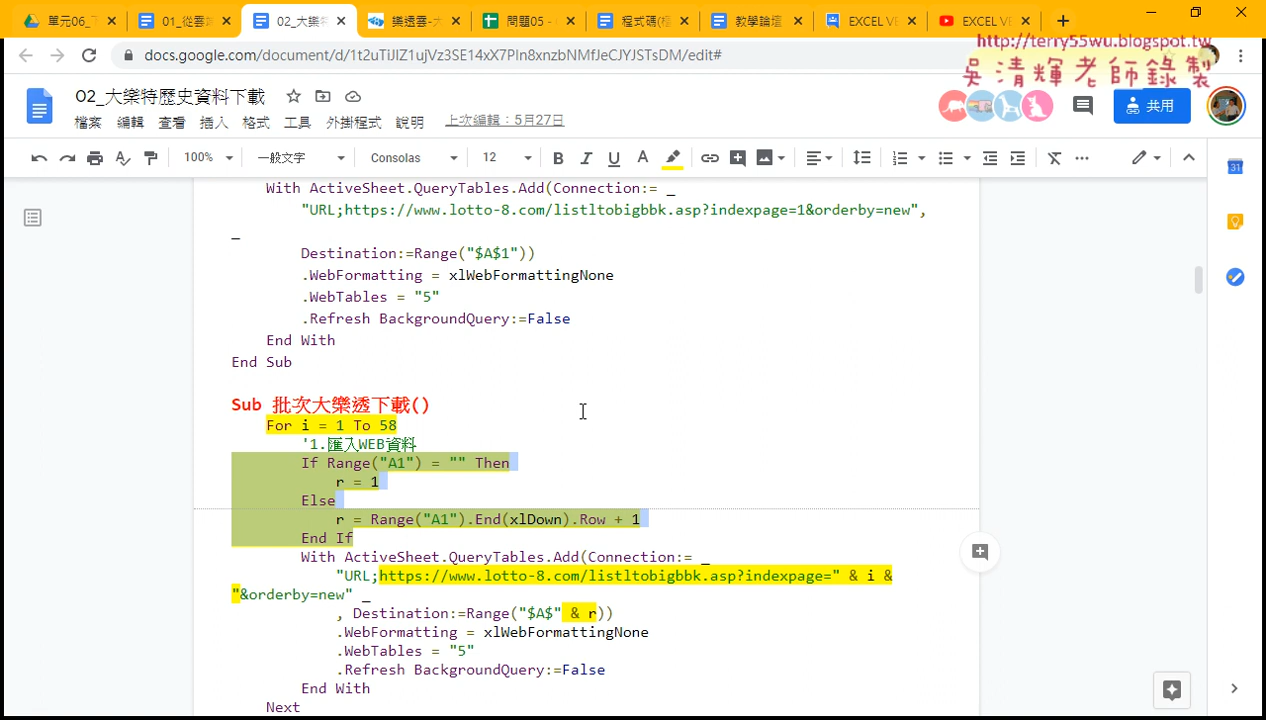 單元06_
01_從雲
02_大樂特
樂透雲-大
問題05 -
程式碼(
教學論壇
EXCEL V
EXCEL VE
docs.google.com/document/d/1t2uTiJIZ1ujVz3SE14xX7PIn8xnzbNMfJeCJYJSTsDM/edit#
http://terry55wu.blogspot.tw
吳清輝老師錄製
02_大樂特歷史資料下載
檔案 編輯 查看 插入 格式 工具 外掛程式 說明 上次編輯：5月27日
共用
100% 一般文字 Consolas 12
With ActiveSheet.QueryTables.Add(Connection:= _
"URL;https://www.lotto-8.com/listltobigbbk.asp?indexpage=1&orderby=new",
_
Destination:=Range("$A$1"))
.WebFormatting = xlWebFormattingNone
.WebTables = "5"
.Refresh BackgroundQuery:=False
End With
End Sub
Sub 批次大樂透下載()
For i = 1 To 58
'1.匯入WEB資料
If Range("A1") = "" Then
r = 1
Else
r = Range("A1").End(xlDown).Row + 1
End If
With ActiveSheet.QueryTables.Add(Connection:= _
"URL;https://www.lotto-8.com/listltobigbbk.asp?indexpage=" & i &
"&orderby=new" _
, Destination:=Range("$A$" & r))
.WebFormatting = xlWebFormattingNone
.WebTables = "5"
.Refresh BackgroundQuery:=False
End With
Next